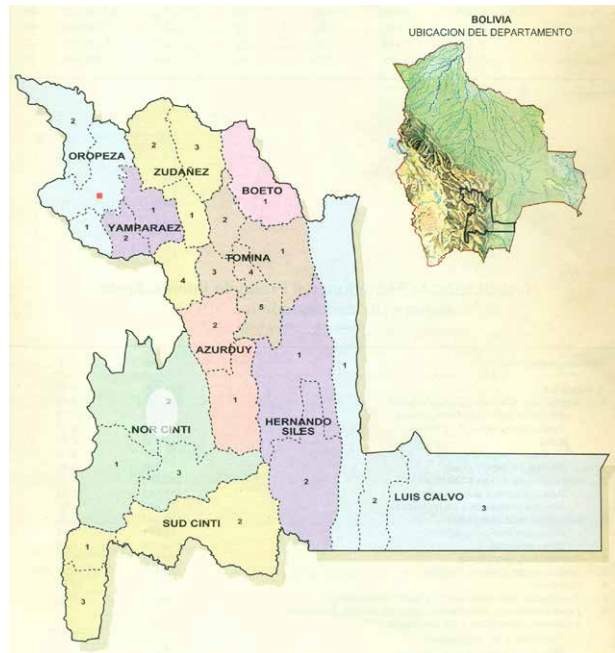 BOLIVIA
UBICACION DEL DEPARTAMENTO
2
OROPEZA
1
2
3
ZUDAÑEZ
1
4
BOETO
1
1
YAMPARAEZ
2
2
1
TOMINA
3
4
5
2
AZURDUY
1
1
HERNANDO
SILES
2
1
2
LUIS CALVO
3
2
NOR CINTI
1
3
SUD CINTI
2
1
3